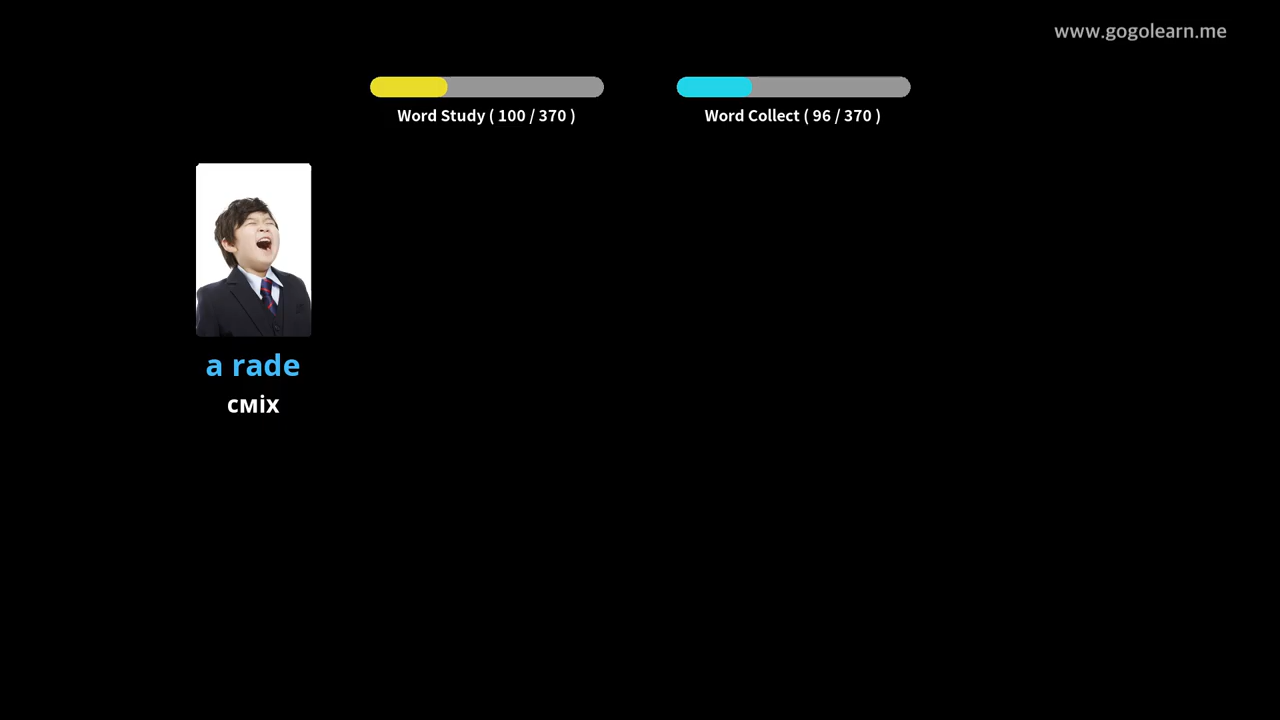 www.gogolearn.me
Word Study ( 100 / 370 )
Word Collect ( 96 / 370 )
a rade
сміх